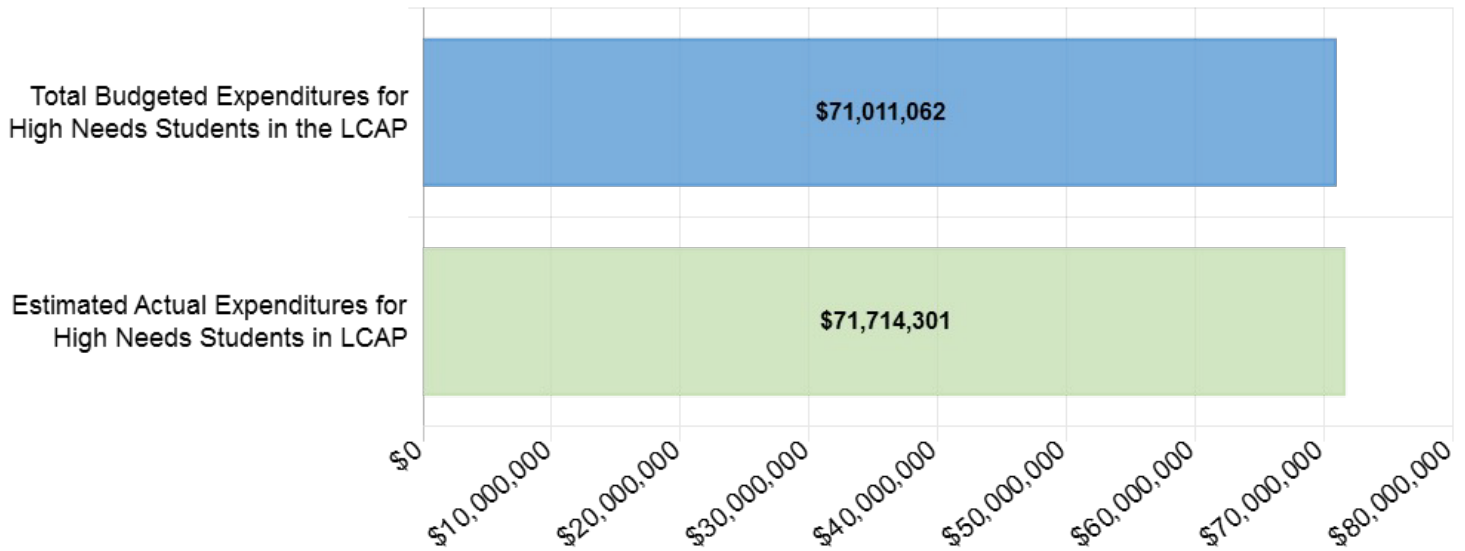 Total Budgeted Expenditures for
High Needs Students in the LCAP
$71,011,062
Estimated Actual Expenditures for
High Needs Students in LCAP
$71,714,301
$0
$10,000,000
$20,000,000
$30,000,000
$40,000,000
$50,000,000
$60,000,000
$70,000,000
$80,000,000